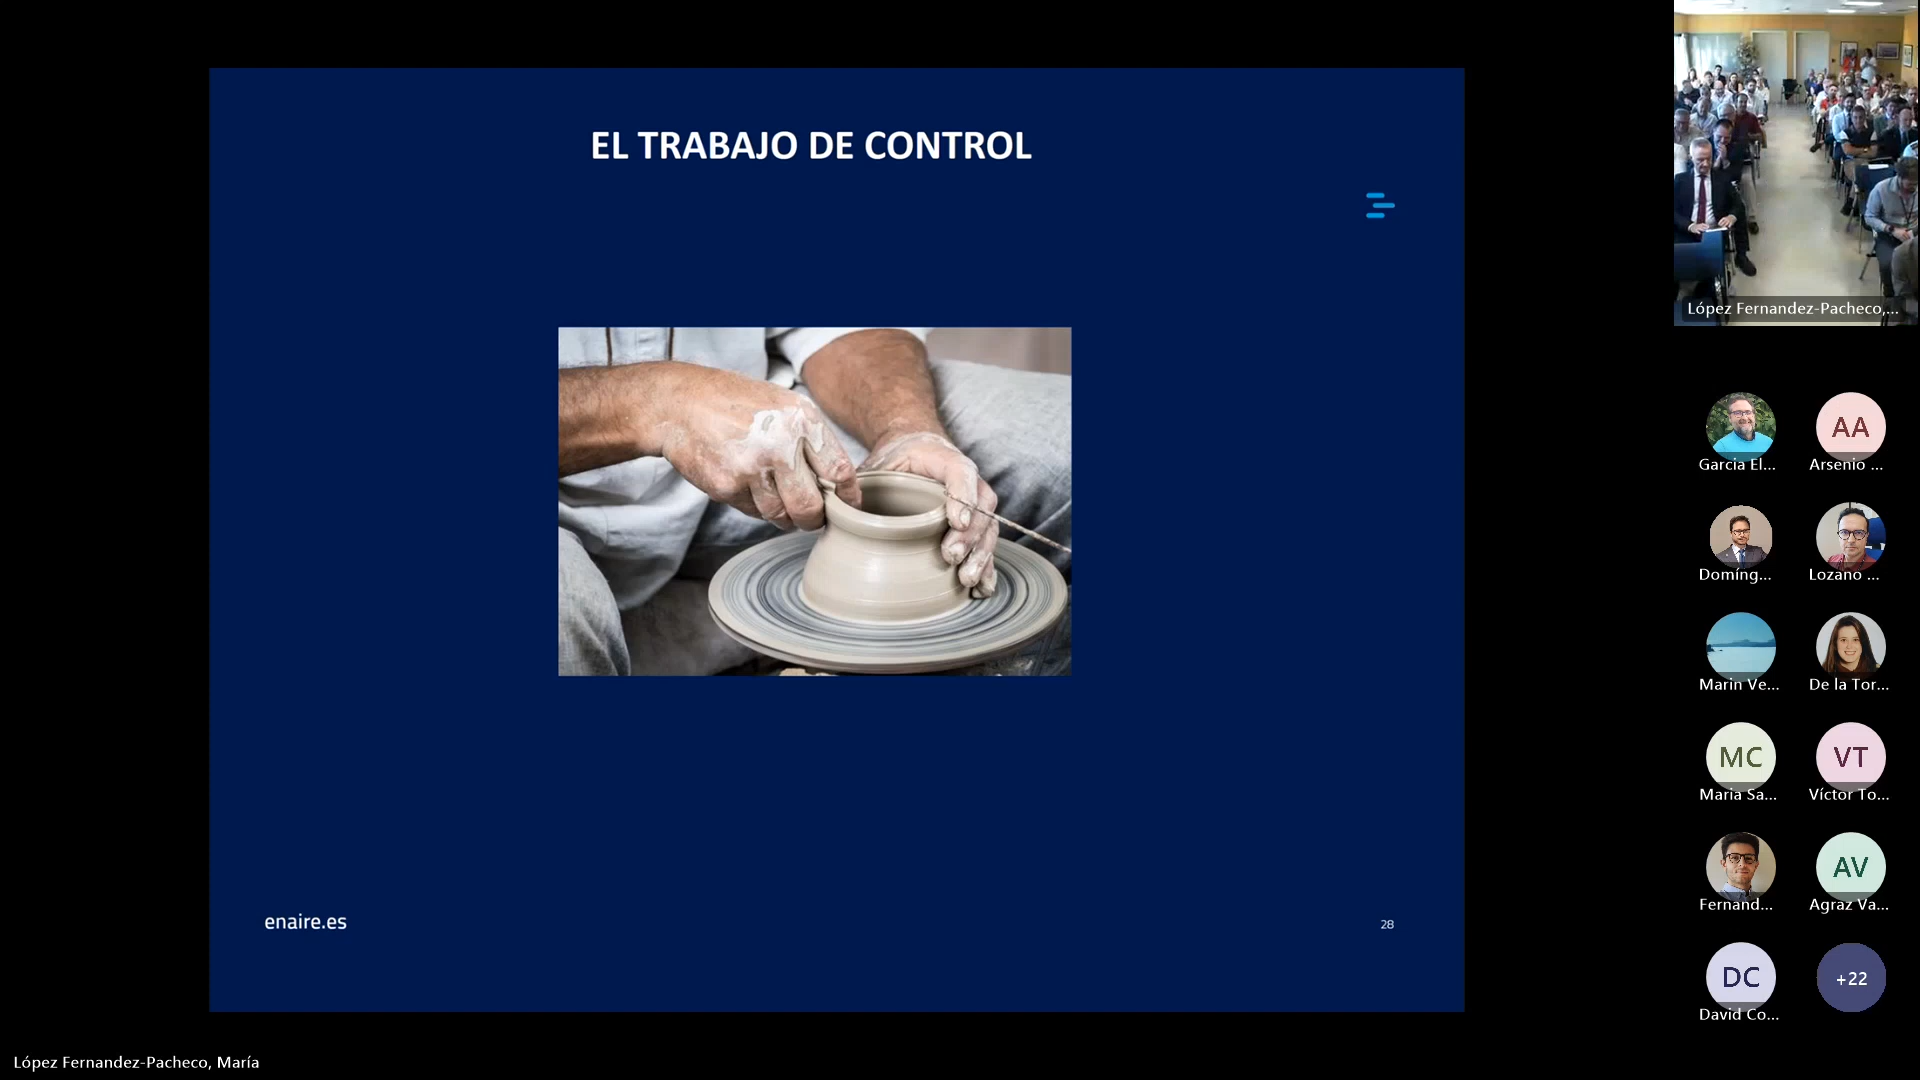 EL TRABAJO DE CONTROL
enaire.es
28
López Fernandez-Pacheco,...
Garcia El...
AA
Arsenio ...
Domíng...
Lozano ...
Marin Ve...
De la Tor...
MC
Maria Sa...
VT
Víctor To...
Fernand...
AV
Agraz Va...
DC
David Co...
+22
López Fernandez-Pacheco, María